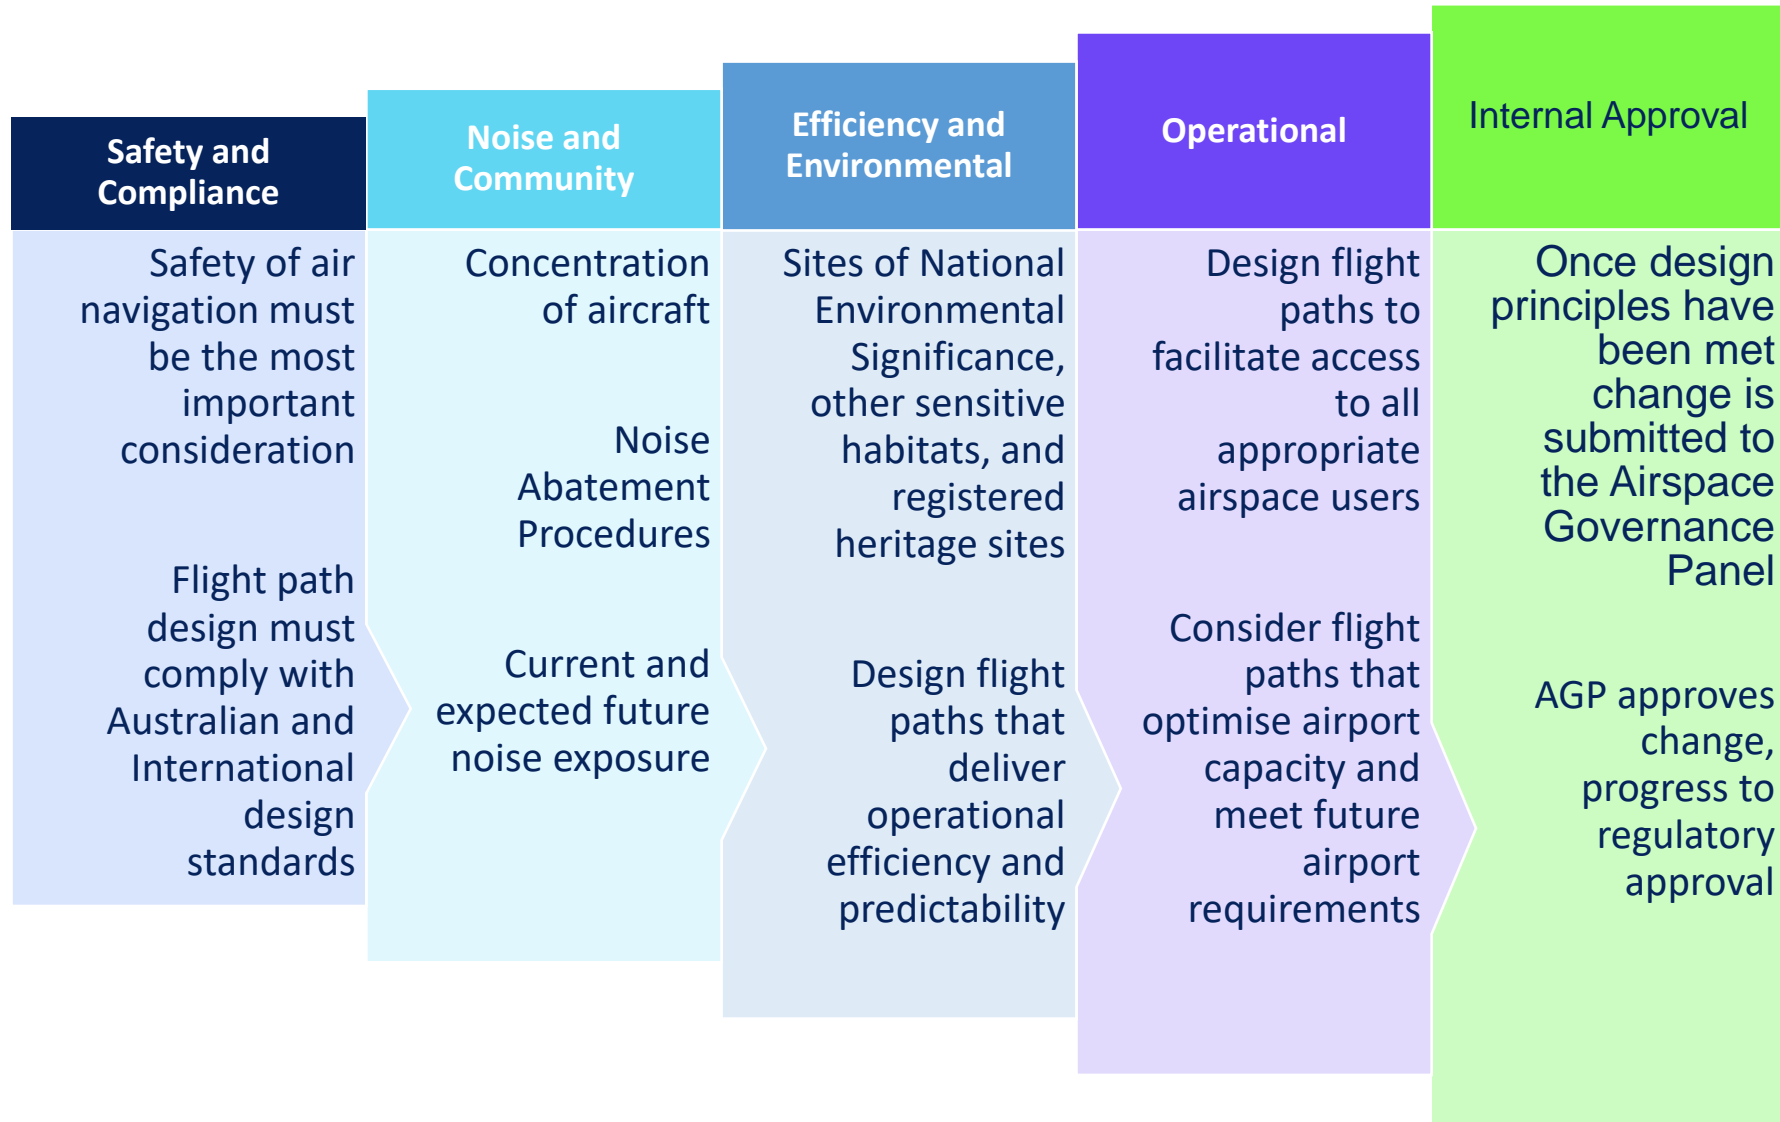 Safety and
Compliance
Safety of air
navigation must
be the most
important
consideration
Flight path
design must
comply with
Australian and
International
design
standards
Noise and
Community
Concentration
of aircraft
Noise
Abatement
Procedures
Current and
expected future
noise exposure
Efficiency and
Environmental
Sites of National
Environmental
Significance,
other sensitive
habitats, and
registered
heritage sites
Design flight
paths that
deliver
operational
efficiency and
predictability
Operational
Design flight
paths to
facilitate access
to all
appropriate
airspace users
Consider flight
paths that
optimise airport
capacity and
meet future
airport
requirements
Internal Approval
Once design
principles have
been met
change is
submitted to
the Airspace
Governance
Panel
AGP approves
change,
progress to
regulatory
approval